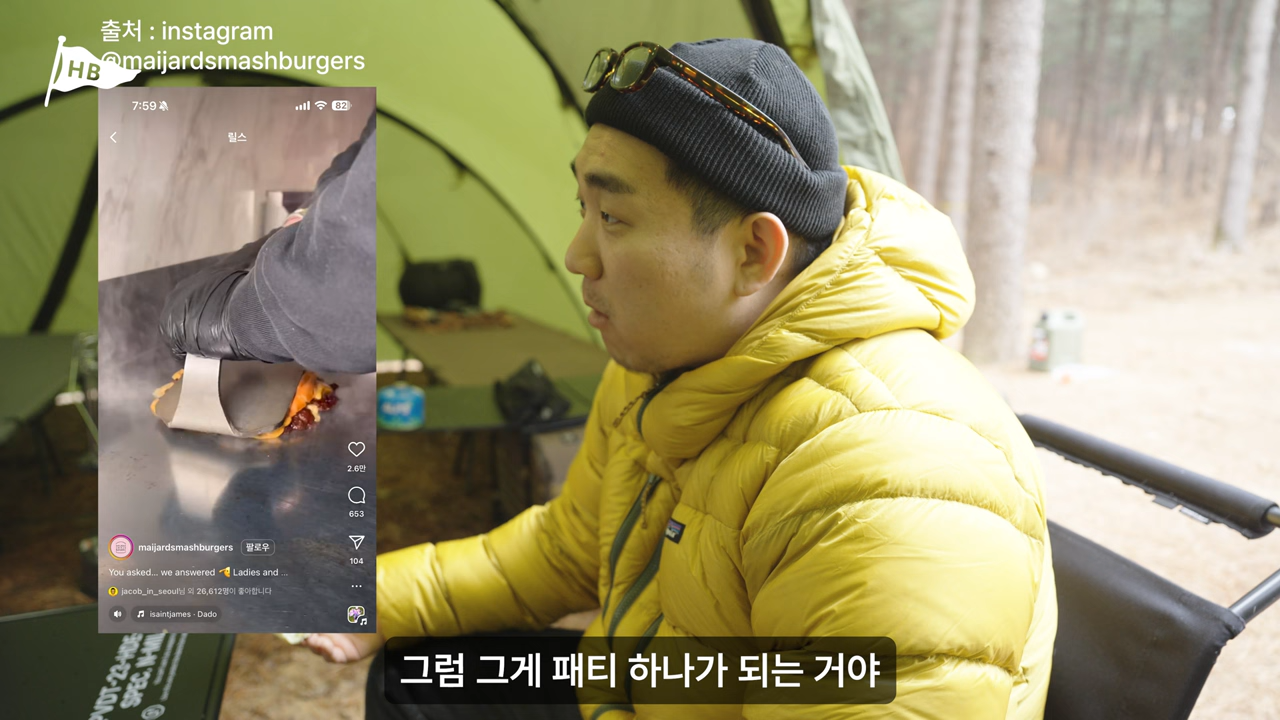 출처 : instagram
@maijardsmashburgers
HB
7:59
82
릴스
2.6만
653
104
maijardsmashburgers 팔로우
You asked... we answered 🫡 Ladies and ...
jacob_in_seoul님 외 26,612명이 좋아합니다
isaintjames · Dado
그럼 그게 패티 하나가 되는 거야